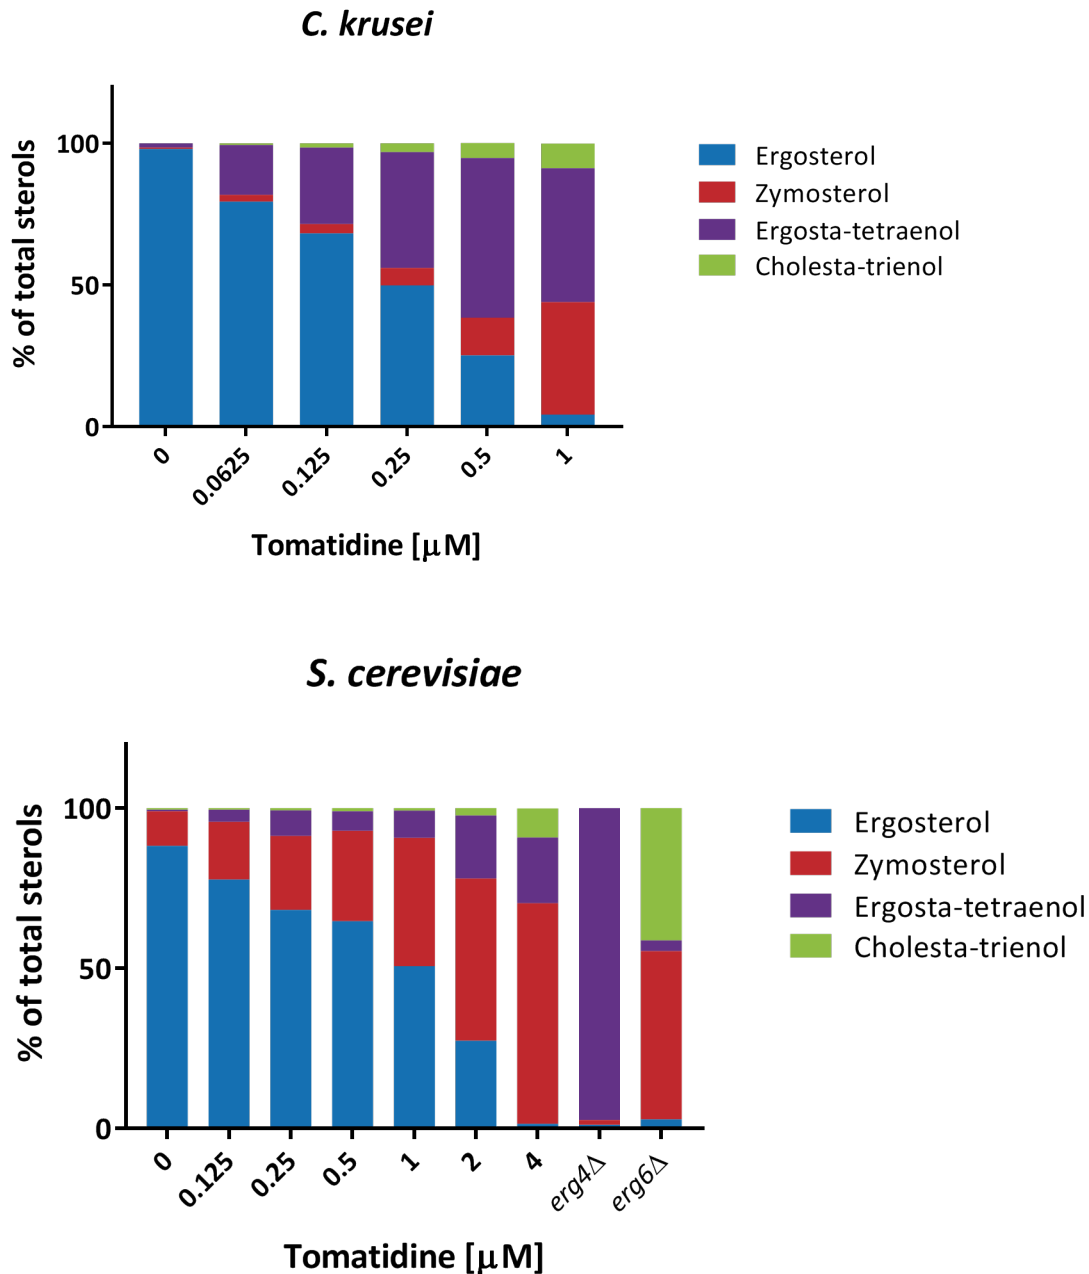 C. krusei
% of total sterols
100
50
0
0
0.0625
0.125
0.25
0.5
1
Tomatidine [μM]
Ergosterol
Zymosterol
Ergosta-tetraenol
Cholesta-trienol
S. cerevisiae
% of total sterols
100
50
0
0
0.125
0.25
0.5
1
2
4
erg4Δ
erg6Δ
Tomatidine [μM]
Ergosterol
Zymosterol
Ergosta-tetraenol
Cholesta-trienol